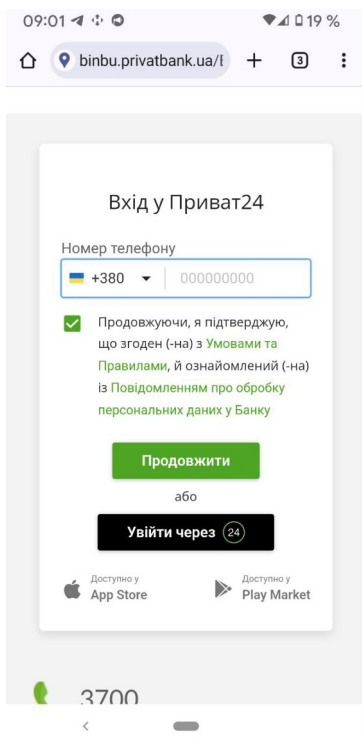 09:01 19 %
binbu.privatbank.ua/E 3
Вхід у Приват24
Номер телефону
+380 000000000
Продовжуючи, я підтверджую,
що згоден (-на) з Умовами та
Правилами, й ознайомлений (-на)
із Повідомленням про обробку
персональних даних у Банку
Продовжити
або
Увійти через 24
Доступно у
App Store
Доступно у
Play Market
3700